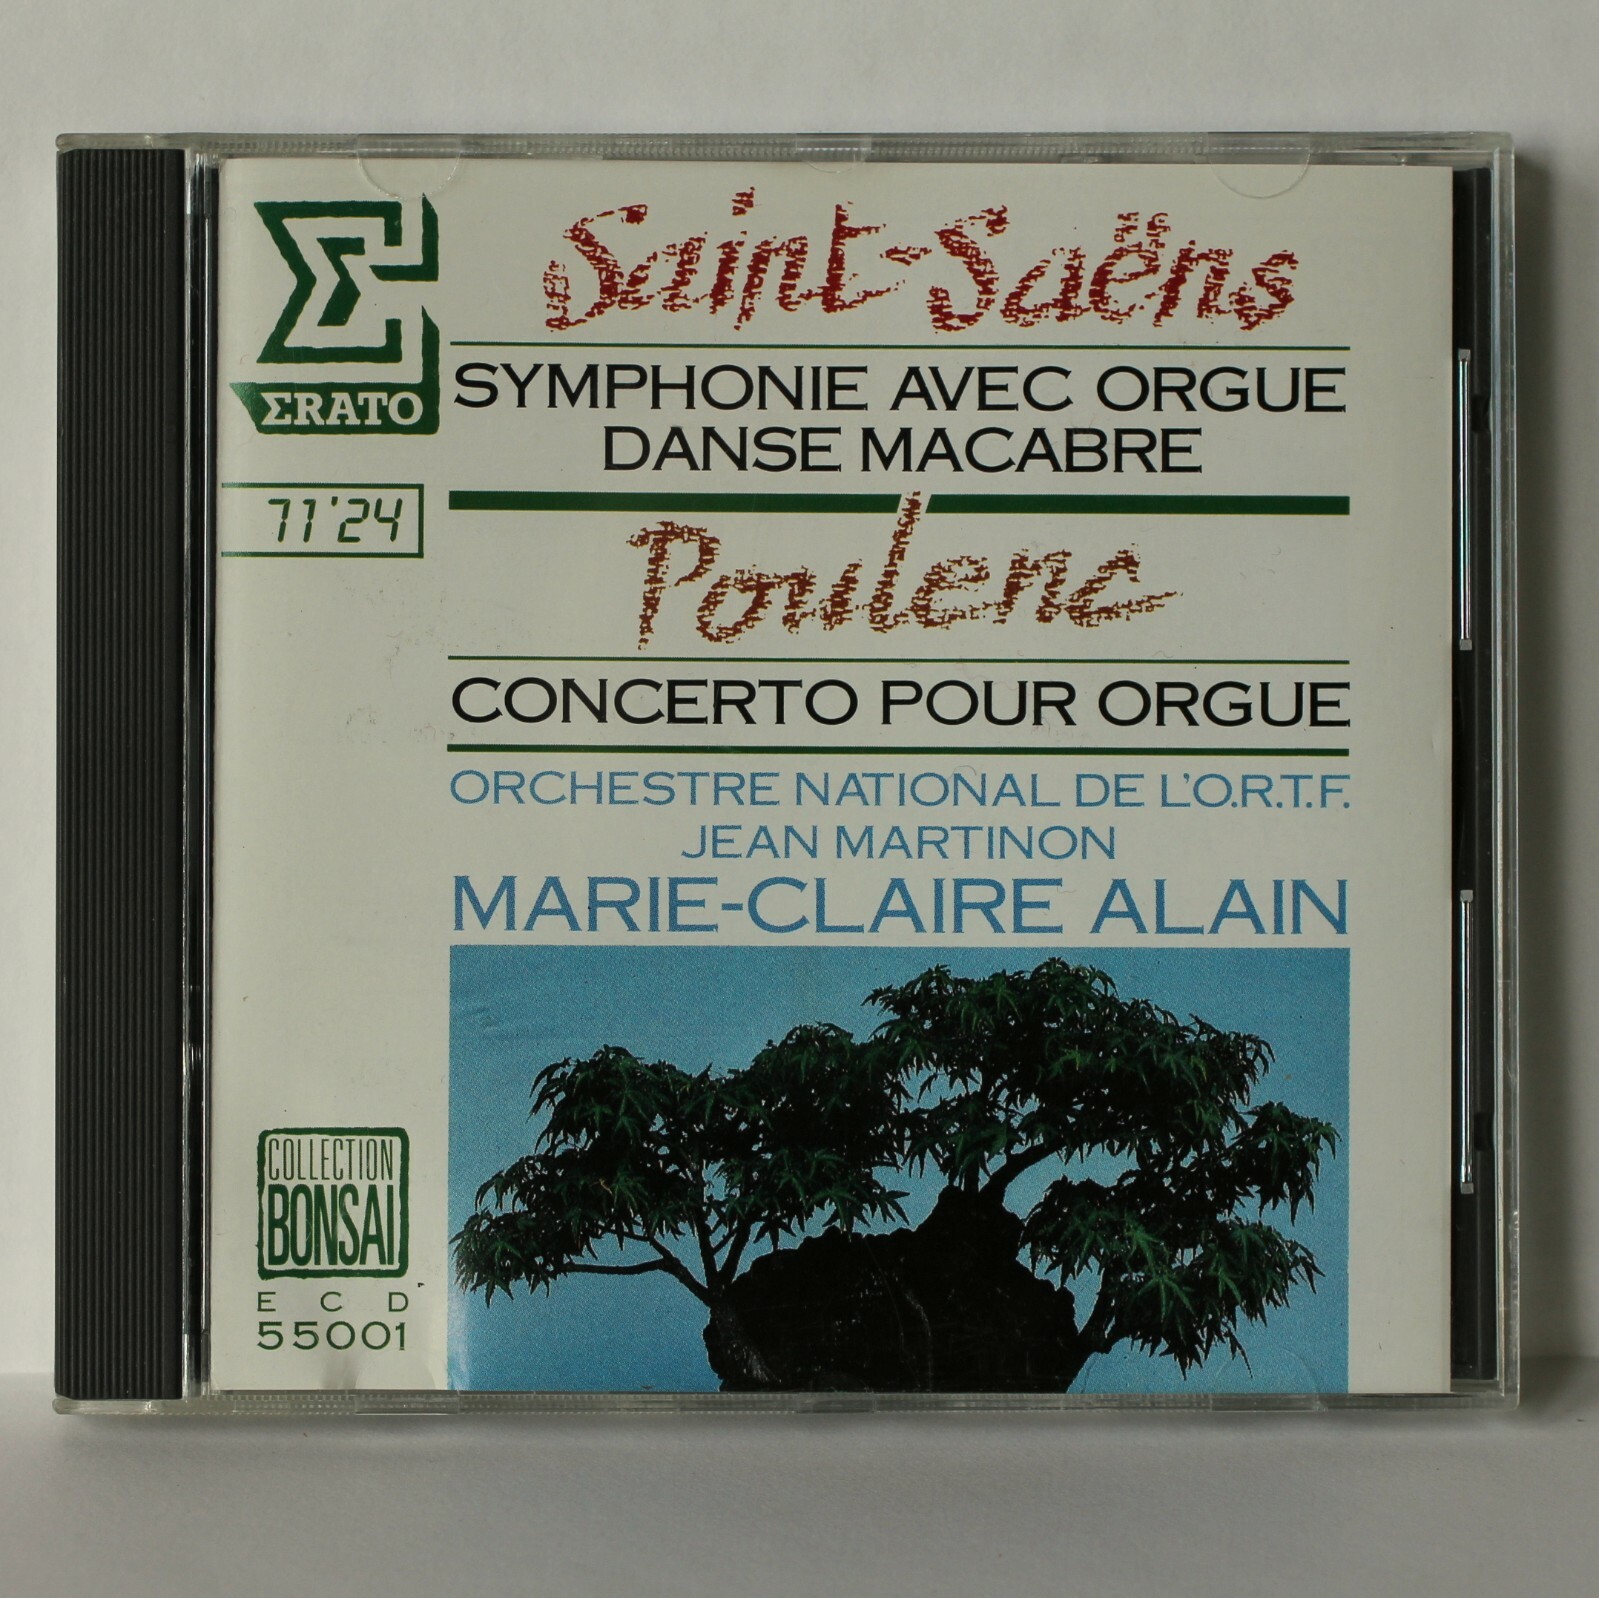 Saint-Saëns
ΣRATO
SYMPHONIE AVEC ORGUE
DANSE MACABRE
71'24
Poulenc
CONCERTO POUR ORGUE
ORCHESTRE NATIONAL DE L'O.R.T.F.
JEAN MARTINON
MARIE-CLAIRE ALAIN
COLLECTION
BONSAI
ECD
55001